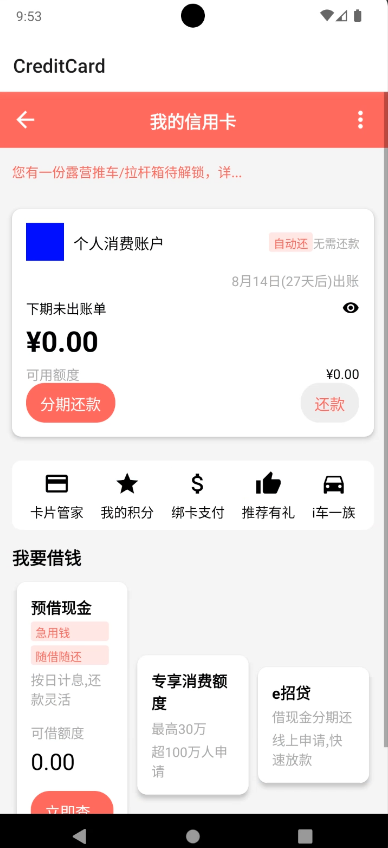 9:53
CreditCard
我的信用卡
您有一份露营推车/拉杆箱待解锁，详...
个人消费账户
自动还 无需还款
8月14日(27天后)出账
下期未出账单
¥0.00
可用额度
¥0.00
分期还款
还款
卡片管家 我的积分 绑卡支付 推荐有礼 i车一族
我要借钱
预借现金
急用钱
随借随还
按日计息,还
款灵活
可借额度
0.00
立即查
专享消费额
度
最高30万
超100万人申
请
e招贷
借现金分期还
线上申请,快
速放款